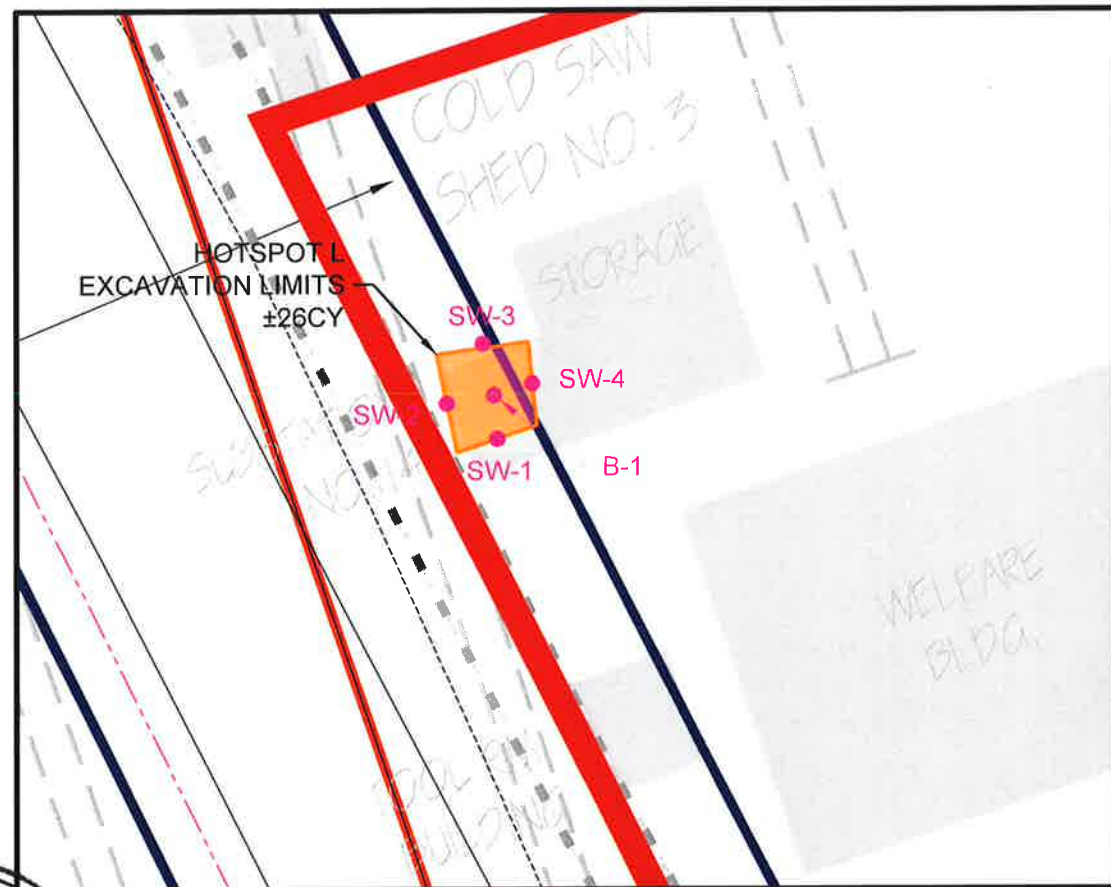 COLD SAW
SHED NO. 3
STORAGE
HOTSPOT L
EXCAVATION LIMITS
±26CY
SW-3
SW-4
SW-2
SW-1
B-1
WELFARE
BLDG.
BUILDING